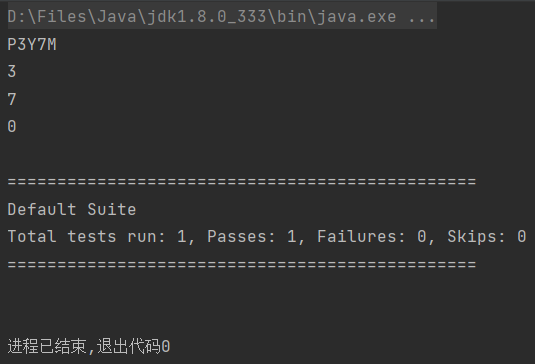 D:\Files\Java\jdk1.8.0_333\bin\java.exe ...
P3Y7M
3
7
0
===============================================
Default Suite
Total tests run: 1, Passes: 1, Failures: 0, Skips: 0
===============================================
进程已结束,退出代码0